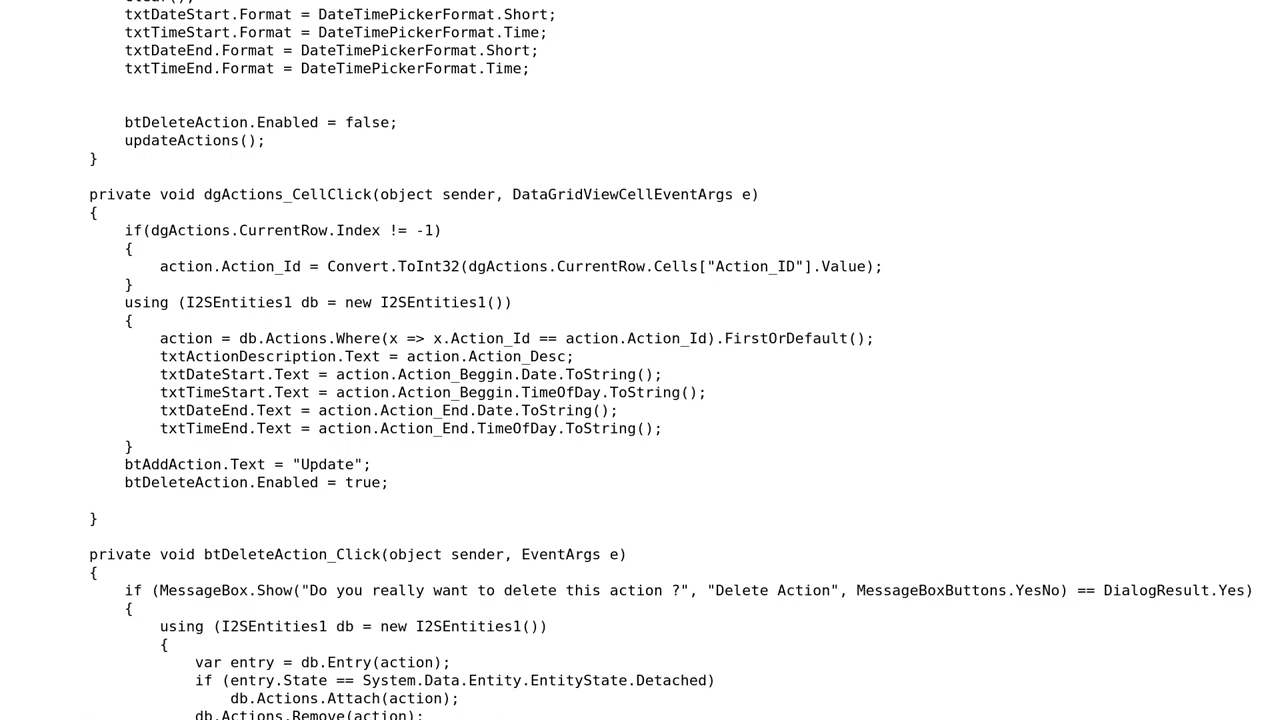 txtDateStart.Format = DateTimePickerFormat.Short;
txtTimeStart.Format = DateTimePickerFormat.Time;
txtDateEnd.Format = DateTimePickerFormat.Short;
txtTimeEnd.Format = DateTimePickerFormat.Time;
btDeleteAction.Enabled = false;
updateActions();
}
private void dgActions_CellClick(object sender, DataGridViewCellEventArgs e)
{
if(dgActions.CurrentRow.Index != -1)
{
action.Action_Id = Convert.ToInt32(dgActions.CurrentRow.Cells["Action_ID"].Value);
}
using (I2SEntities1 db = new I2SEntities1())
{
action = db.Actions.Where(x => x.Action_Id == action.Action_Id).FirstOrDefault();
txtActionDescription.Text = action.Action_Desc;
txtDateStart.Text = action.Action_Beggin.Date.ToString();
txtTimeStart.Text = action.Action_Beggin.TimeOfDay.ToString();
txtDateEnd.Text = action.Action_End.Date.ToString();
txtTimeEnd.Text = action.Action_End.TimeOfDay.ToString();
}
btAddAction.Text = "Update";
btDeleteAction.Enabled = true;
}
private void btDeleteAction_Click(object sender, EventArgs e)
{
if (MessageBox.Show("Do you really want to delete this action ?", "Delete Action", MessageBoxButtons.YesNo) == DialogResult.Yes)
{
using (I2SEntities1 db = new I2SEntities1())
{
var entry = db.Entry(action);
if (entry.State == System.Data.Entity.EntityState.Detached)
db.Actions.Attach(action);
db.Actions.Remove(action);